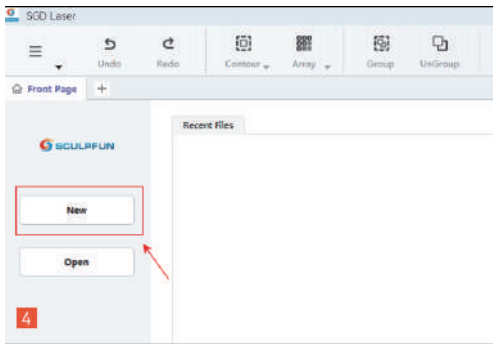 SGD Laser
Undo Redo Contour Array Group UnGroup
Front Page +
Recent Files
SCULPFUN
New
Open
4